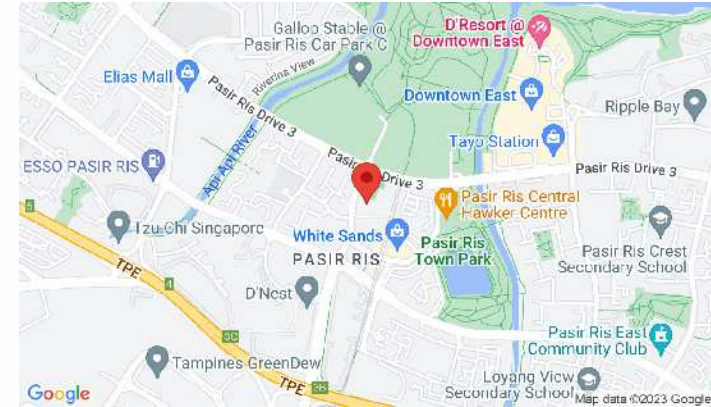 Gallop Stable @
Pasir Ris Car Park C
D'Resort @
Downtown East
Elias Mall
Riverina View
Pasir Ris Drive 3
Downtown East
Ripple Bay
Tayo Station
ESSO PASIR RIS
Api Api River
Pasir Ris Drive 3
Pasir Ris Drive 3
Pasir Ris Central
Hawker Centre
Tzu Chi Singapore
White Sands
Pasir Ris
Town Park
PASIR RIS
Pasir Ris Crest
Secondary School
TPE
4
D'Nest
3C
Pasir Ris East
Community Club
Tampines GreenDew
TPE
3B
Loyang View
Secondary School
Google
Map data ©2023 Google